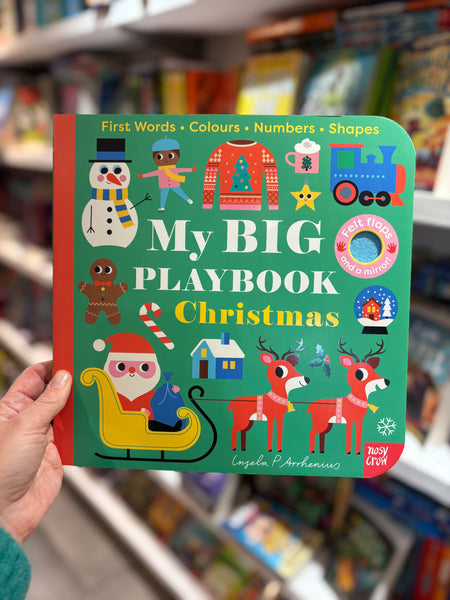 First Words • Colours • Numbers • Shapes
My BIG
PLAYBOOK
Christmas
Felt flaps
and a mirror!
Ingela P Arrhenius
nosy
crow